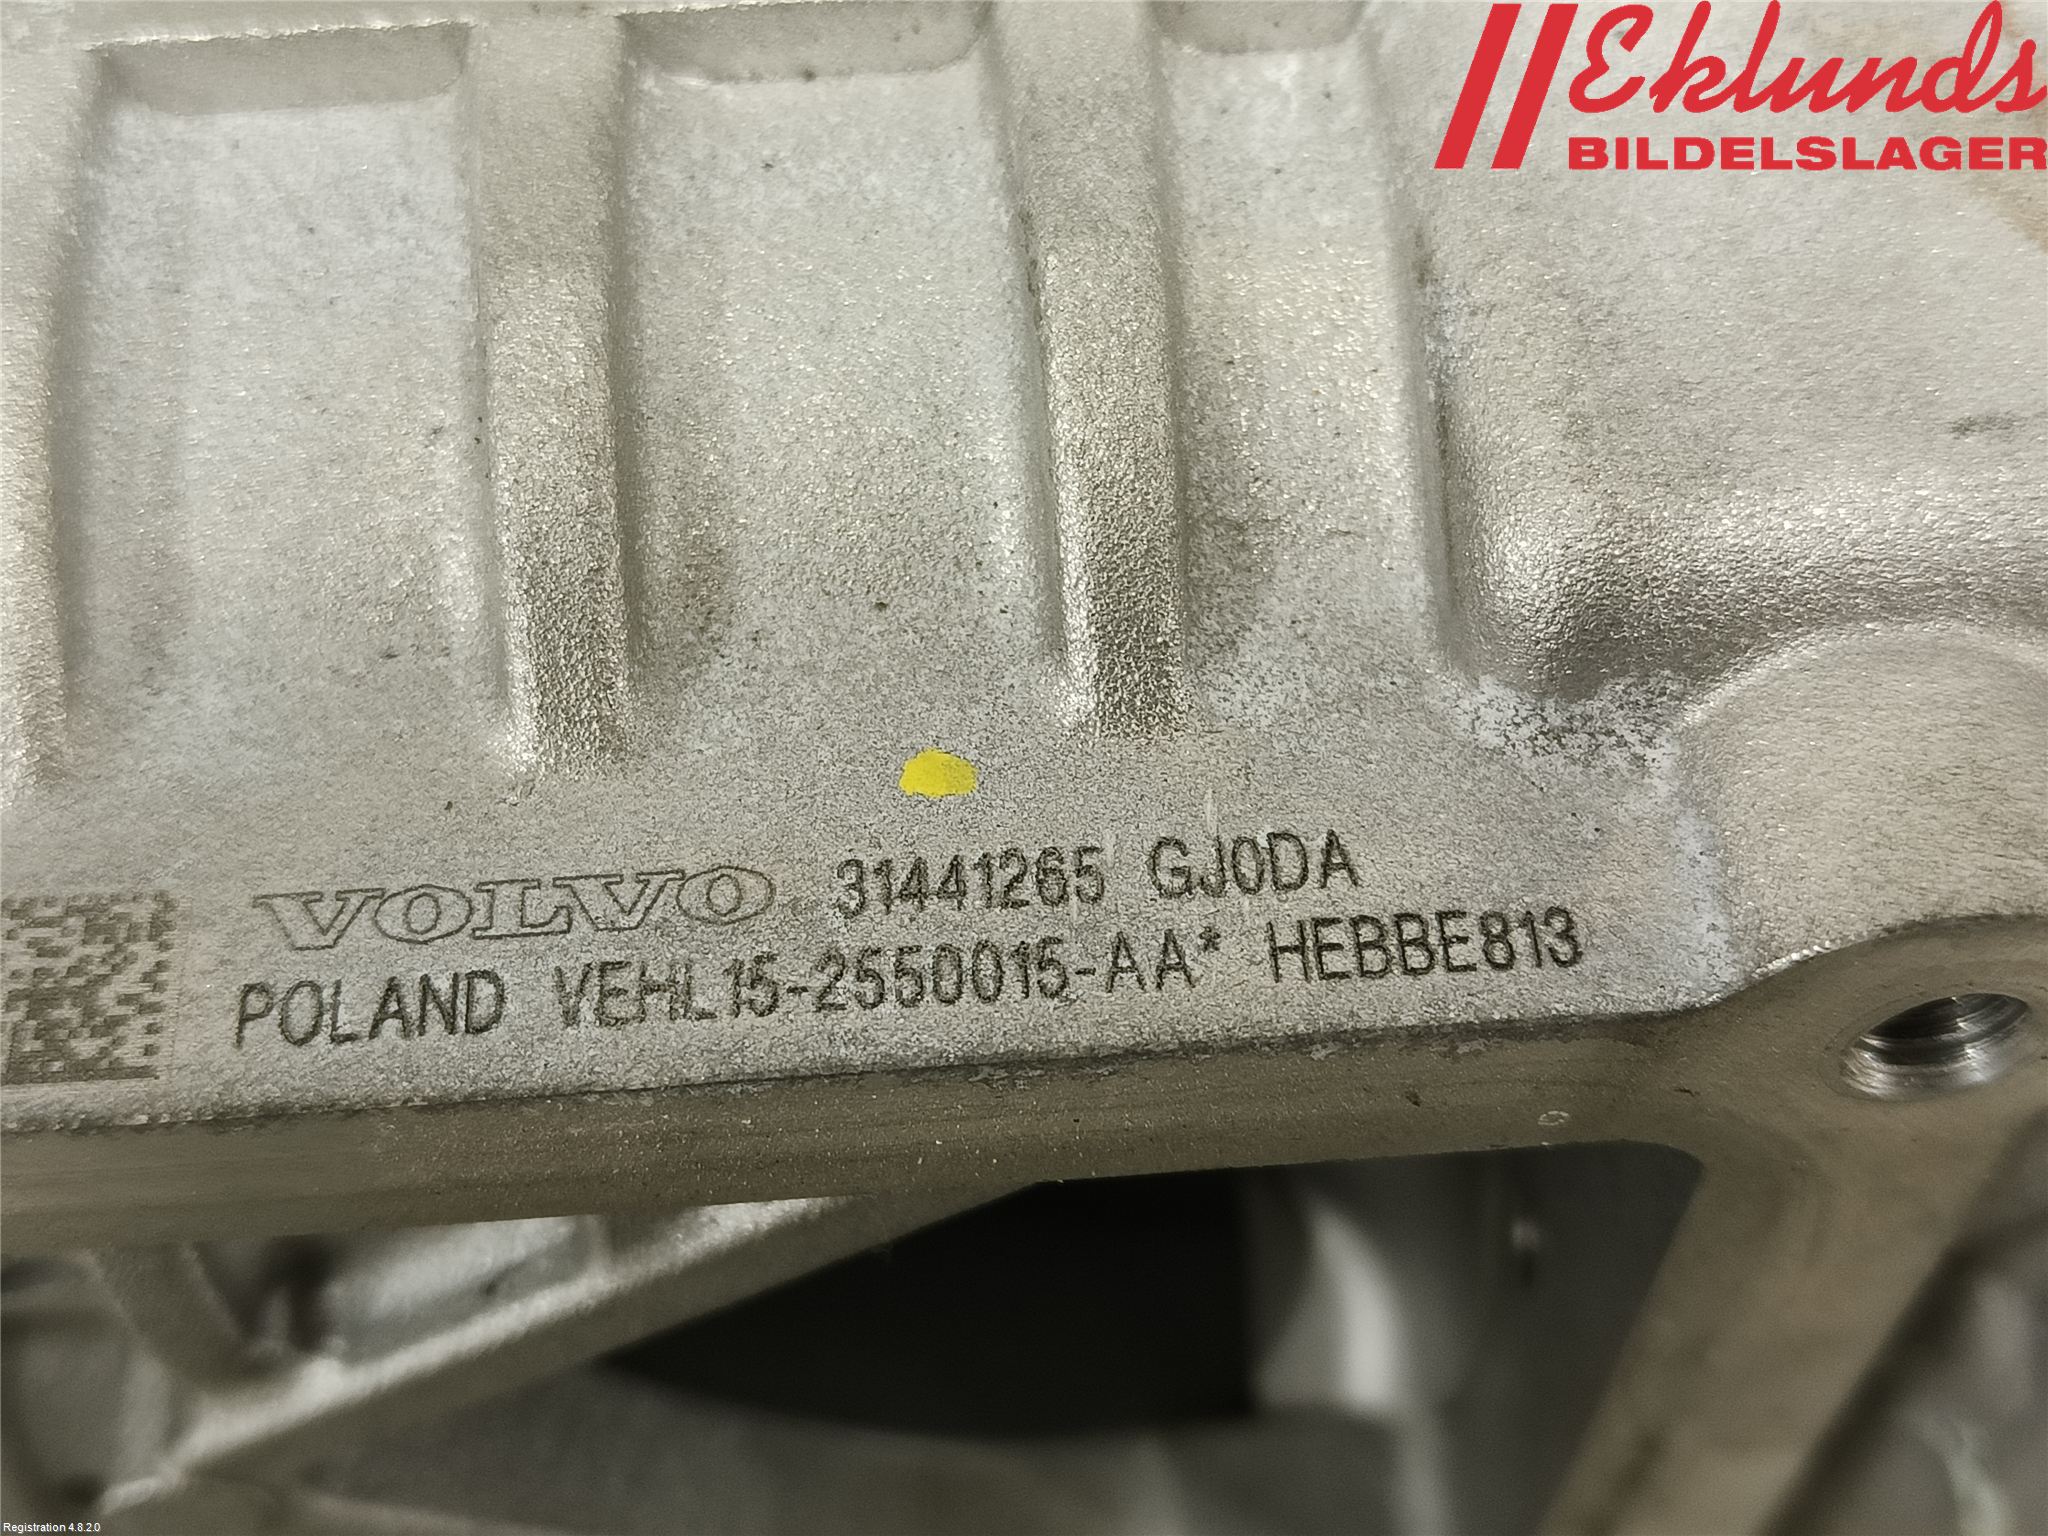 Eklunds
BILDELSLAGER
VOLVO 31441265 GJ0DA
POLAND VEHL15-2550015-AA* HEBBE813
Registration 4.8.2.0